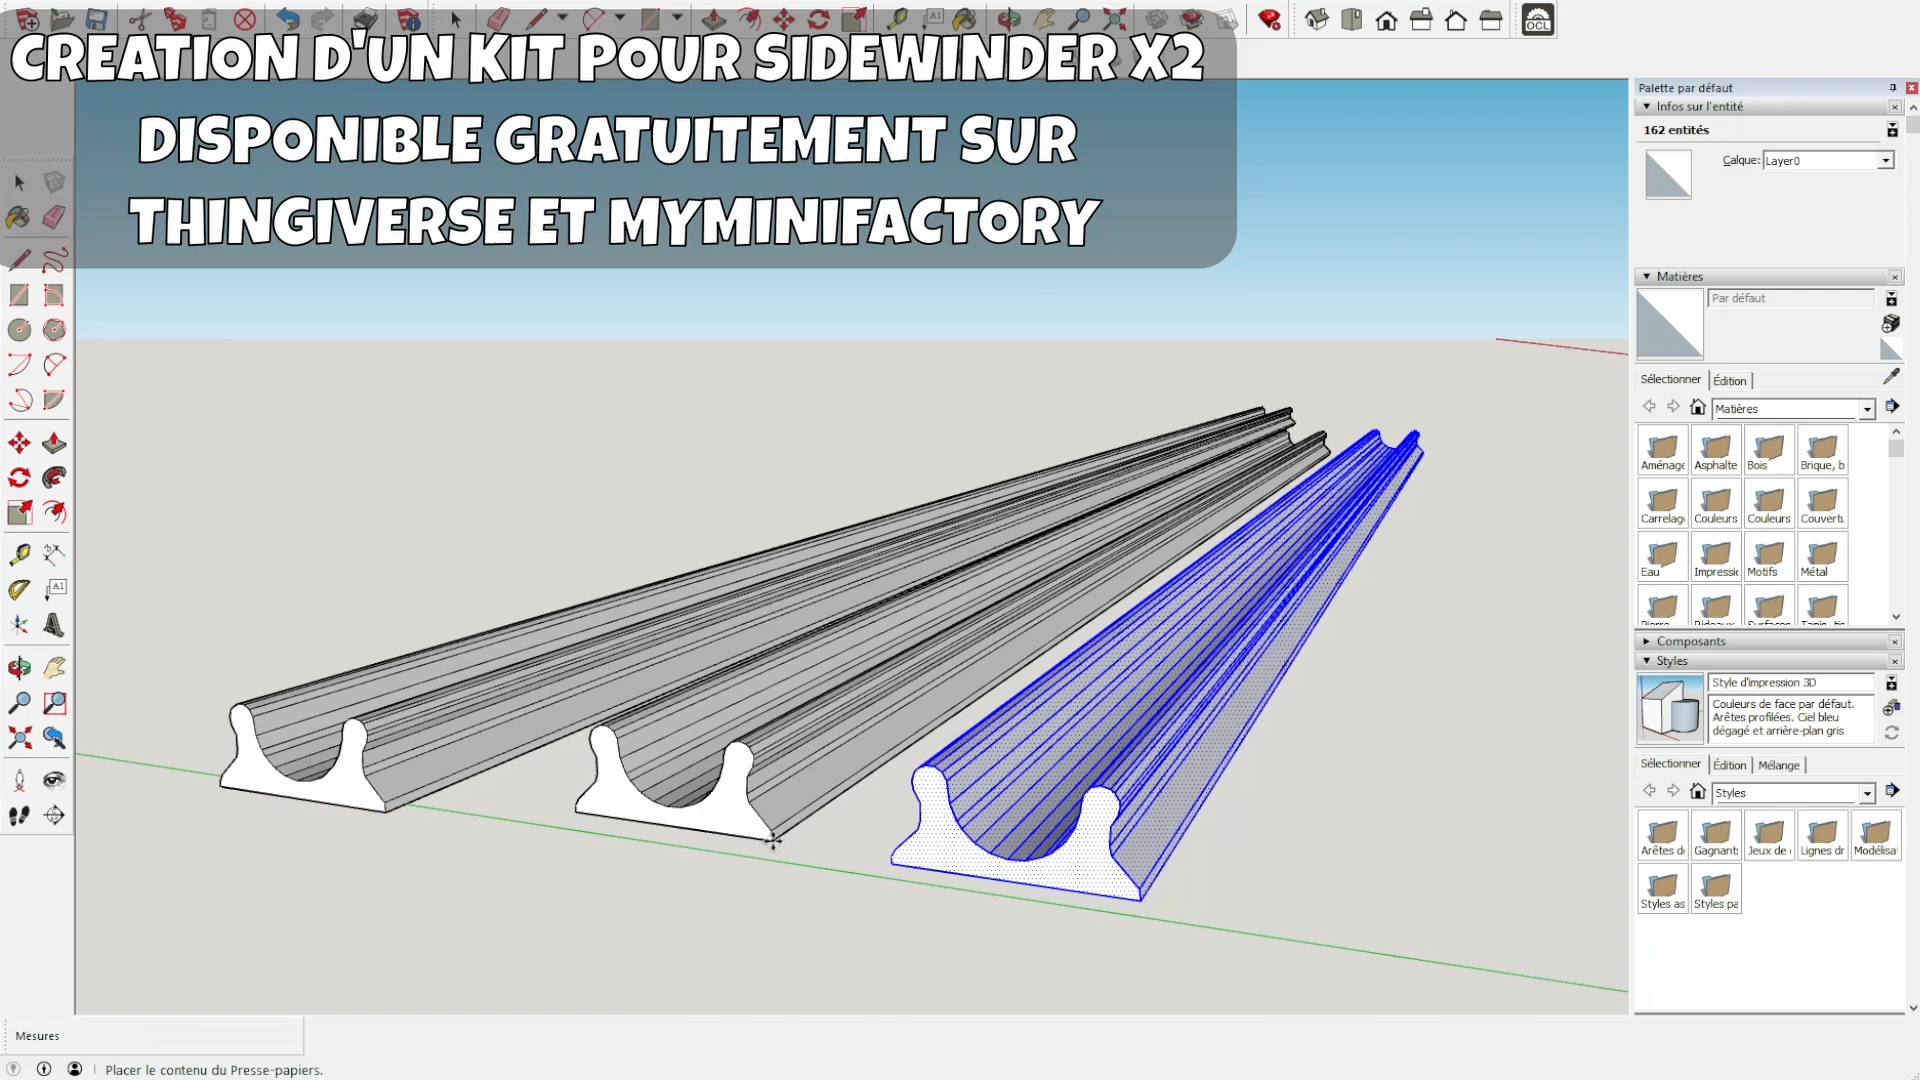 CREATION D'UN KIT POUR SIDEWINDER X2
DISPONIBLE GRATUITEMENT SUR
THINGIVERSE ET MYMINIFACTORY
A1
OCL
Palette par défaut
Infos sur l'entité
162 entités
Calque: Layer0
Matières
Par défaut
Sélectionner
Édition
Matières
Aménage
Asphalte
Bois
Brique, b
Carrelag
Couleurs
Couleurs
Couvert
Eau
Impressi
Motifs
Métal
Composants
Styles
Style d'impression 3D
Couleurs de face par défaut.
Arêtes profilées. Ciel bleu
dégagé et arrière-plan gris
Sélectionner
Édition
Mélange
Styles
Arêtes d
Gagnant
Jeux de
Lignes dr
Modélisa
Styles as
Styles pa
A1
Mesures
Placer le contenu du Presse-papiers.